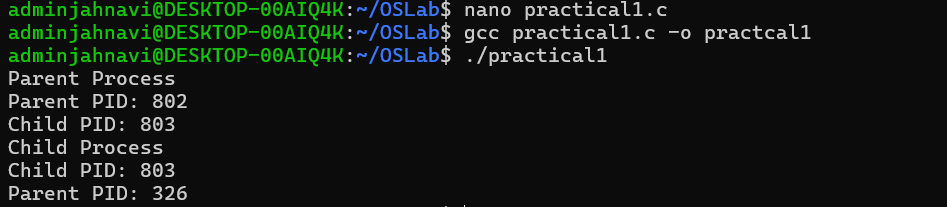 adminjahnavi@DESKTOP-00AIQ4K:~/OSLab$ nano practical1.c
adminjahnavi@DESKTOP-00AIQ4K:~/OSLab$ gcc practical1.c -o practcal1
adminjahnavi@DESKTOP-00AIQ4K:~/OSLab$ ./practical1
Parent Process
Parent PID: 802
Child PID: 803
Child Process
Child PID: 803
Parent PID: 326